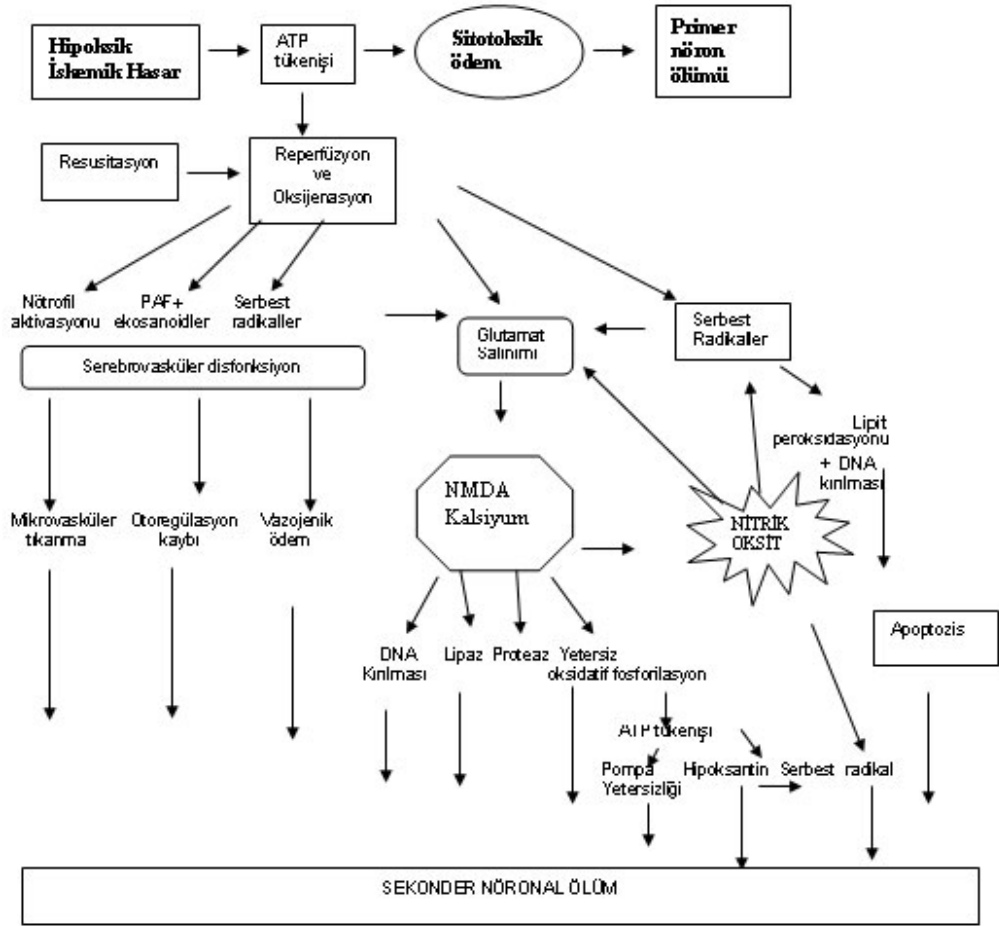 Hipoksik
İskemik Hasar
ATP
tükenişi
Sitotoksik
ödem
Primer
nöron
ölümü
Resusitasyon
Reperfüzyon
ve
Oksijenasyon
Nötrofil
aktivasyonu
PAF+
ekosanoidler
Serbest
radikaller
Glutamat
Salınımı
Serbest
Radikaller
Serebrovasküler disfonksiyon
Lipit
peroksidasyonu
+ DNA
kırılması
NMDA
Kalsiyum
NİTRİK
OKSİT
Mikrovasküler
tıkanma
Otoregülasyon
kaybı
Vazojenik
ödem
Apoptozis
DNA
Kırılması
Lipaz
Proteaz
Yetersiz
oksidatif fosforilasyon
ATP tükenişi
Pompa
Yetersizliği
Hipoksantin
Serbest radikal
SEKONDER NÖRONAL ÖLÜM